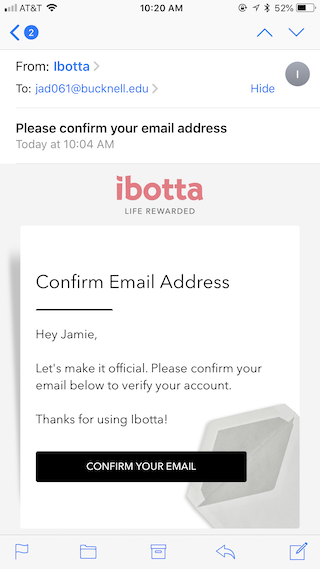 AT&T 10:20 AM 52%
2
From: Ibotta
I
To: jad061@bucknell.edu Hide
Please confirm your email address
Today at 10:04 AM
ibotta
LIFE REWARDED
Confirm Email Address
Hey Jamie,
Let's make it official. Please confirm your
email below to verify your account.
Thanks for using Ibotta!
CONFIRM YOUR EMAIL